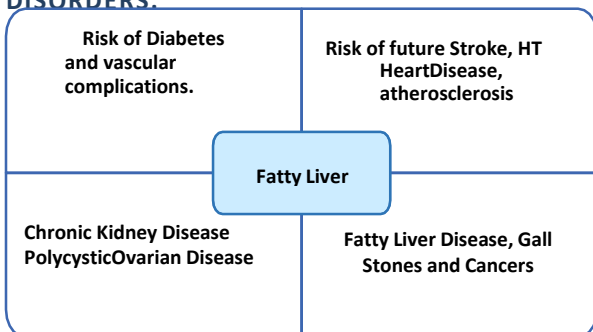 DISORDERS.
Risk of Diabetes
and vascular
complications.
Risk of future Stroke, HT
HeartDisease,
atherosclerosis
Fatty Liver
Chronic Kidney Disease
PolycysticOvarian Disease
Fatty Liver Disease, Gall
Stones and Cancers